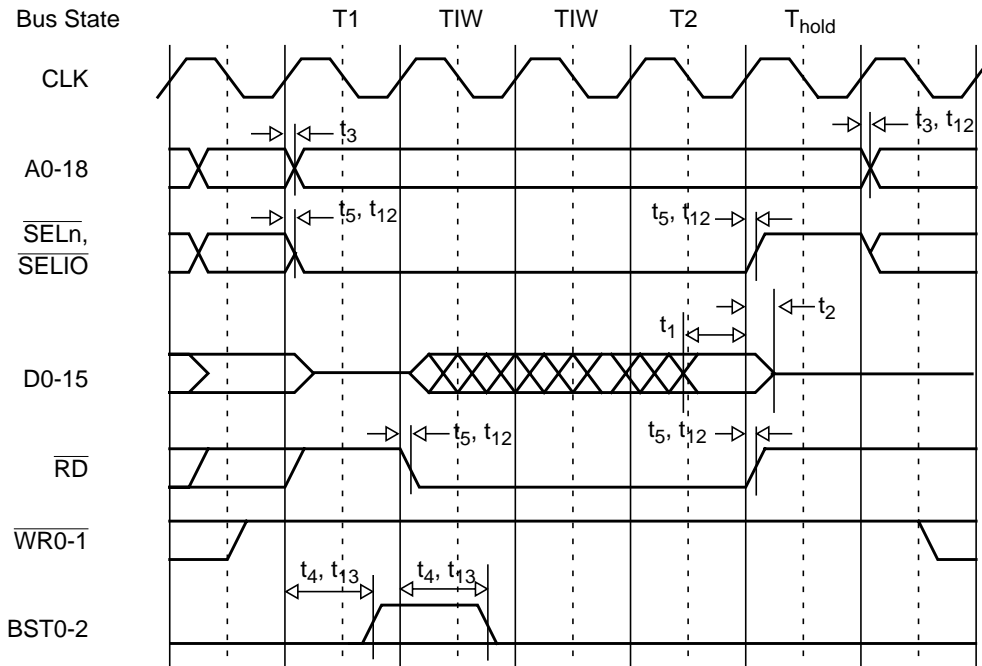 Bus State T1 TIW TIW T2 Thold
CLK
t3 t3, t12
A0-18
t5, t12 t5, t12
SELn,
SELIO
t1 t2
D0-15
t5, t12 t5, t12
RD
WR0-1
t4, t13 t4, t13
BST0-2